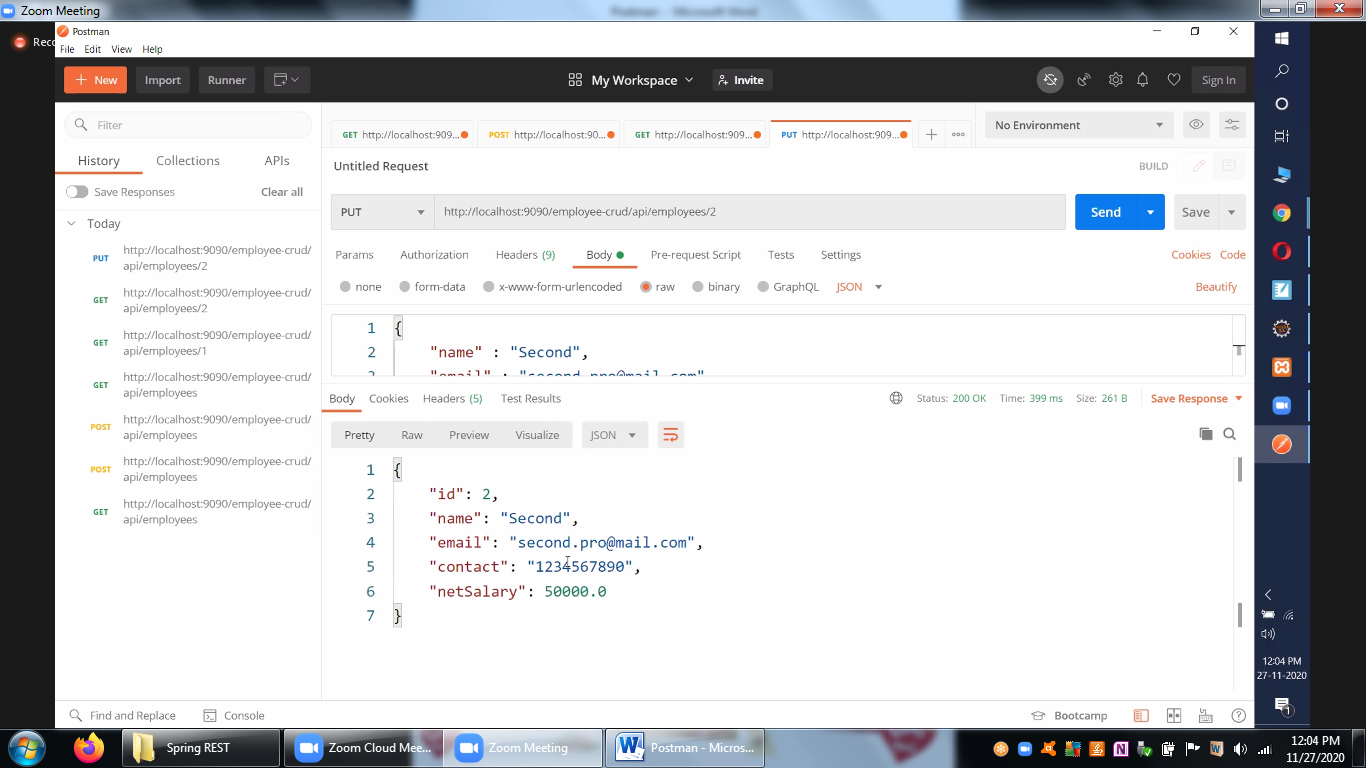 Zoom Meeting
Postman - Microsoft Word
Reco
Postman
File Edit View Help
New Import Runner My Workspace Invite Sign In
Filter
History Collections APIs
Save Responses Clear all
Today
PUT http://localhost:9090/employee-crud/
api/employees/2
GET http://localhost:9090/employee-crud/
api/employees/2
GET http://localhost:9090/employee-crud/
api/employees/1
GET http://localhost:9090/employee-crud/
api/employees
POST http://localhost:9090/employee-crud/
api/employees
POST http://localhost:9090/employee-crud/
api/employees
GET http://localhost:9090/employee-crud/
api/employees
GET http://localhost:909... POST http://localhost:90... GET http://localhost:909... PUT http://localhost:909... No Environment
Untitled Request BUILD
PUT http://localhost:9090/employee-crud/api/employees/2 Send Save
Params Authorization Headers (9) Body Pre-request Script Tests Settings Cookies Code
none form-data x-www-form-urlencoded raw binary GraphQL JSON Beautify
1 {
2 "name" : "Second",
3 "email" : "second.pro@mail.com"
Body Cookies Headers (5) Test Results Status: 200 OK Time: 399 ms Size: 261 B Save Response
Pretty Raw Preview Visualize JSON
1 {
2 "id": 2,
3 "name": "Second",
4 "email": "second.pro@mail.com",
5 "contact": "1234567890",
6 "netSalary": 50000.0
7 }
Find and Replace Console Bootcamp
12:04 PM
27-11-2020
1
Spring REST Zoom Cloud Mee... Zoom Meeting Postman - Micros...
12:04 PM
11/27/2020